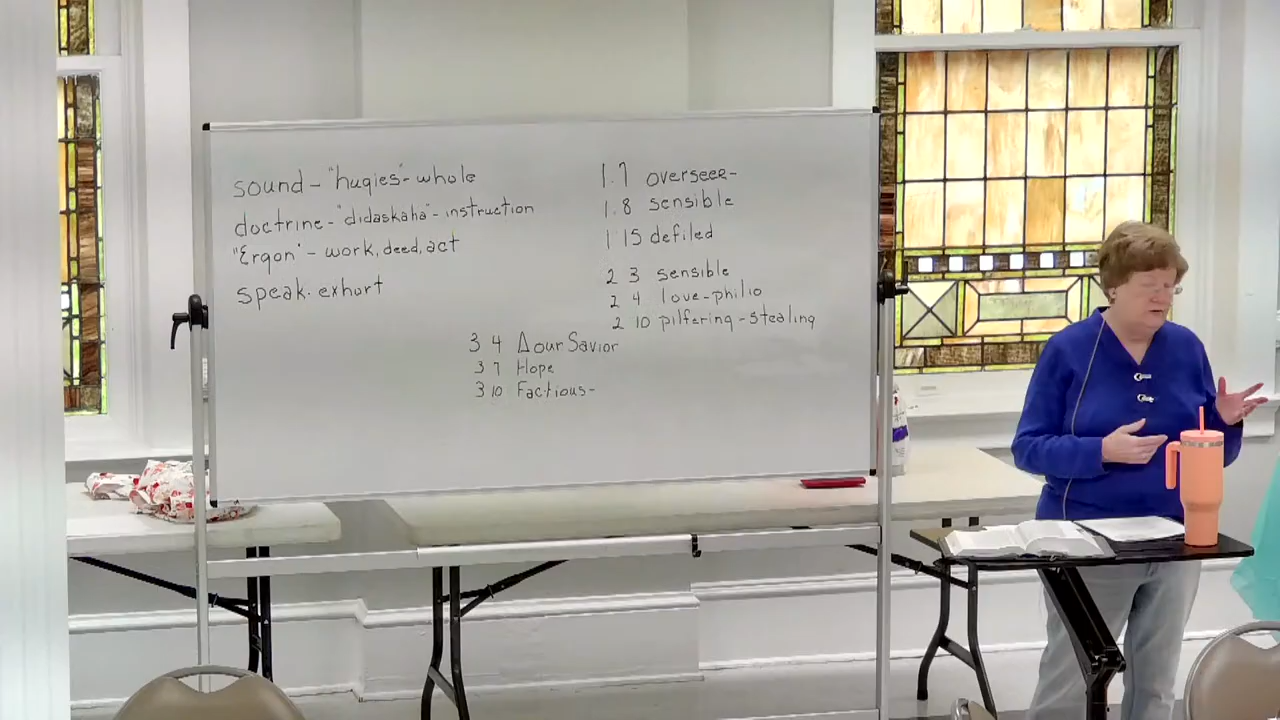 sound - "hugies" - whole
doctrine - "didaskaha" - instruction
"Ergon" - work, deed, act
speak. exhort
1.7 overseer-
1.8 sensible
1 15 defiled
2 3 sensible
2 4 love-philio
2 10 pilfering - stealing
3 4 Δ our Savior
3 7 Hope
3 10 Factious-